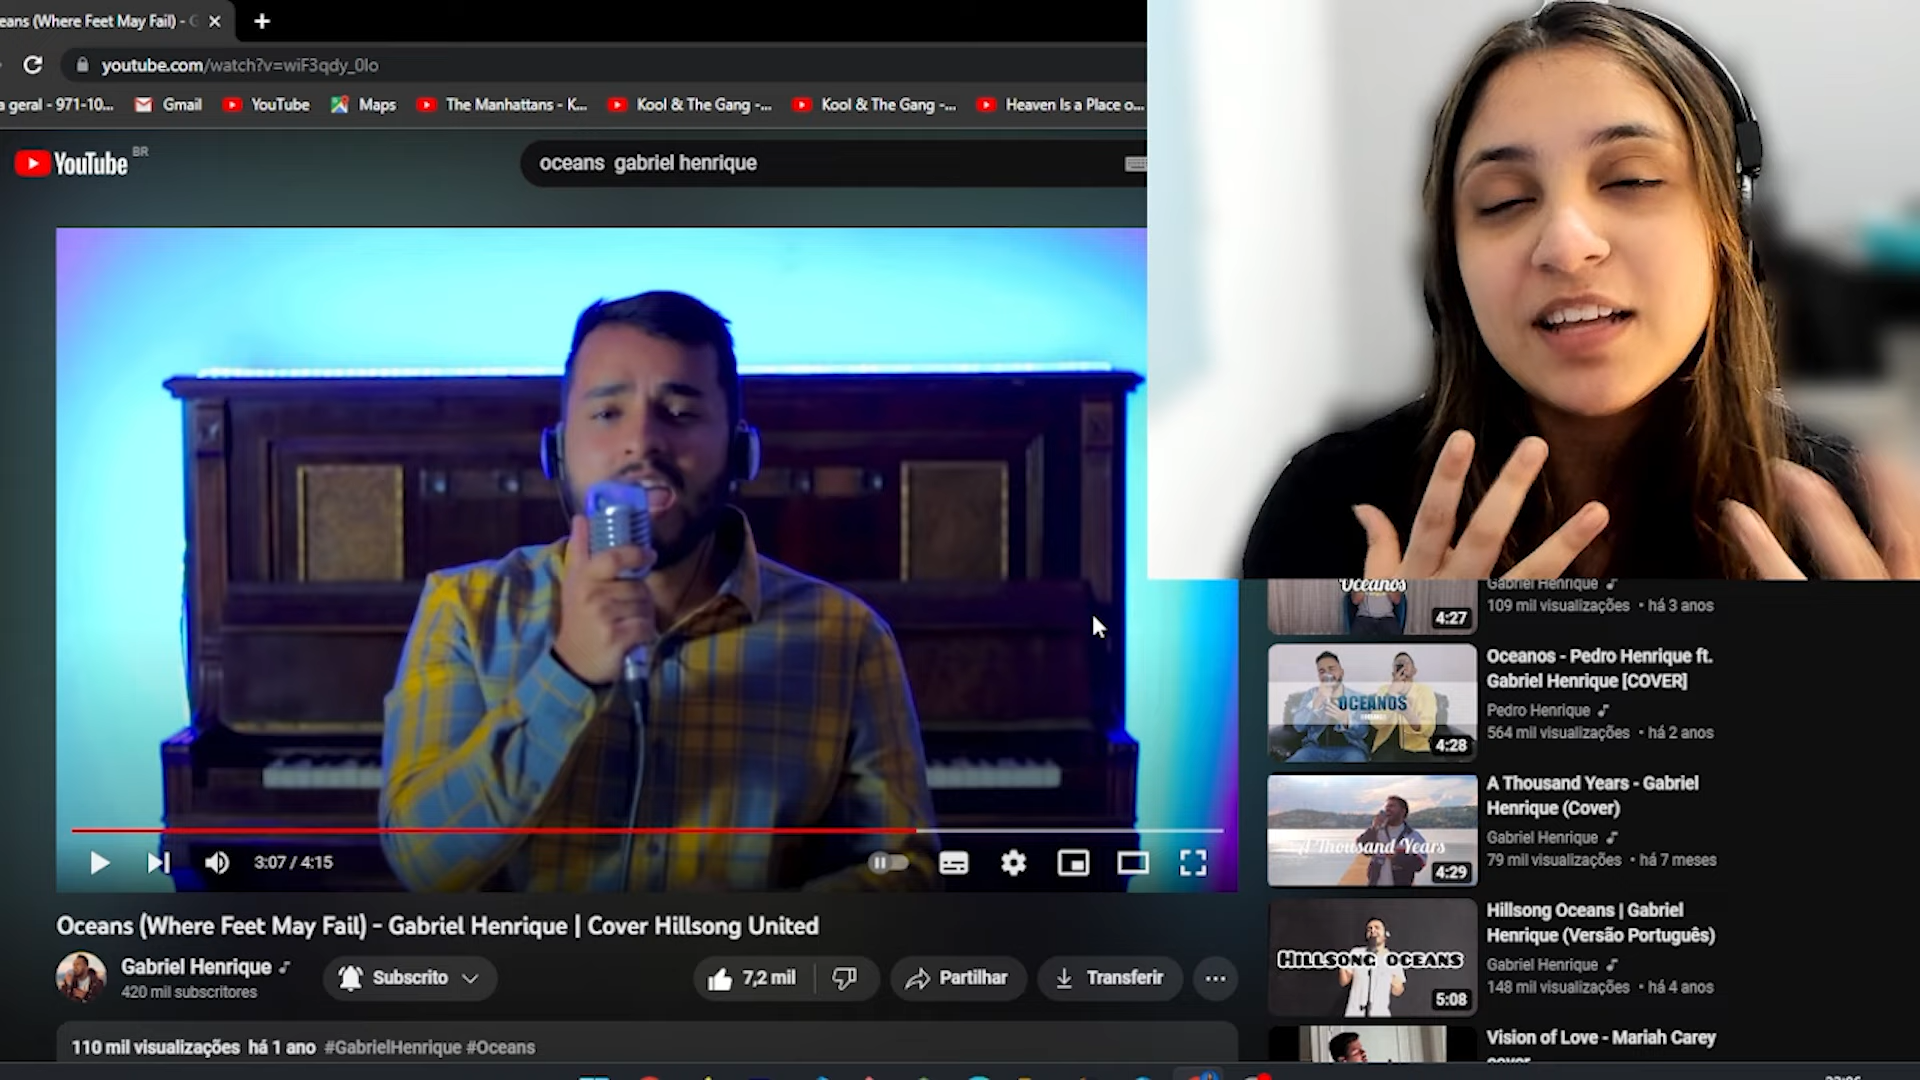 eans (Where Feet May Fail) - G
youtube.com/watch?v=wiF3qdy_0lo
a geral - 971-10...
Gmail
YouTube
Maps
The Manhattans - K...
Kool & The Gang -...
Kool & The Gang -...
Heaven Is a Place o...
YouTube BR
oceans gabriel henrique
3:07 / 4:15
Oceans (Where Feet May Fail) - Gabriel Henrique | Cover Hillsong United
Gabriel Henrique
420 mil subscritores
Subscrito
7,2 mil
Partilhar
Transferir
110 mil visualizações há 1 ano #GabrielHenrique #Oceans
Oceanos
4:27
Gabriel Henrique
109 mil visualizações • há 3 anos
OCEANOS
4:28
Oceanos - Pedro Henrique ft.
Gabriel Henrique [COVER]
Pedro Henrique
564 mil visualizações • há 2 anos
A Thousand Years
4:29
A Thousand Years - Gabriel
Henrique (Cover)
Gabriel Henrique
79 mil visualizações • há 7 meses
HILLSONG OCEANS
5:08
Hillsong Oceans | Gabriel
Henrique (Versão Português)
Gabriel Henrique
148 mil visualizações • há 4 anos
Vision of Love - Mariah Carey
cover